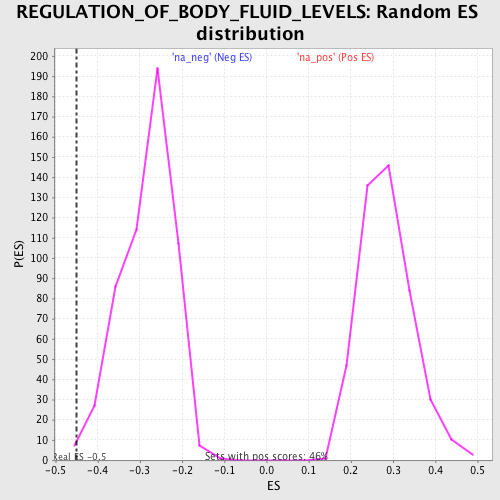 REGULATION_OF_BODY_FLUID_LEVELS: Random ES
distribution
'na_neg' (Neg ES)
'na_pos' (Pos ES)
200
190
180
170
160
150
140
130
120
110
100
90
80
70
60
50
40
30
20
10
0
P(ES)
Real ES -0.5
Sets with pos scores: 46%
-0.5 -0.4 -0.3 -0.2 -0.1 0.0 0.1 0.2 0.3 0.4 0.5
ES